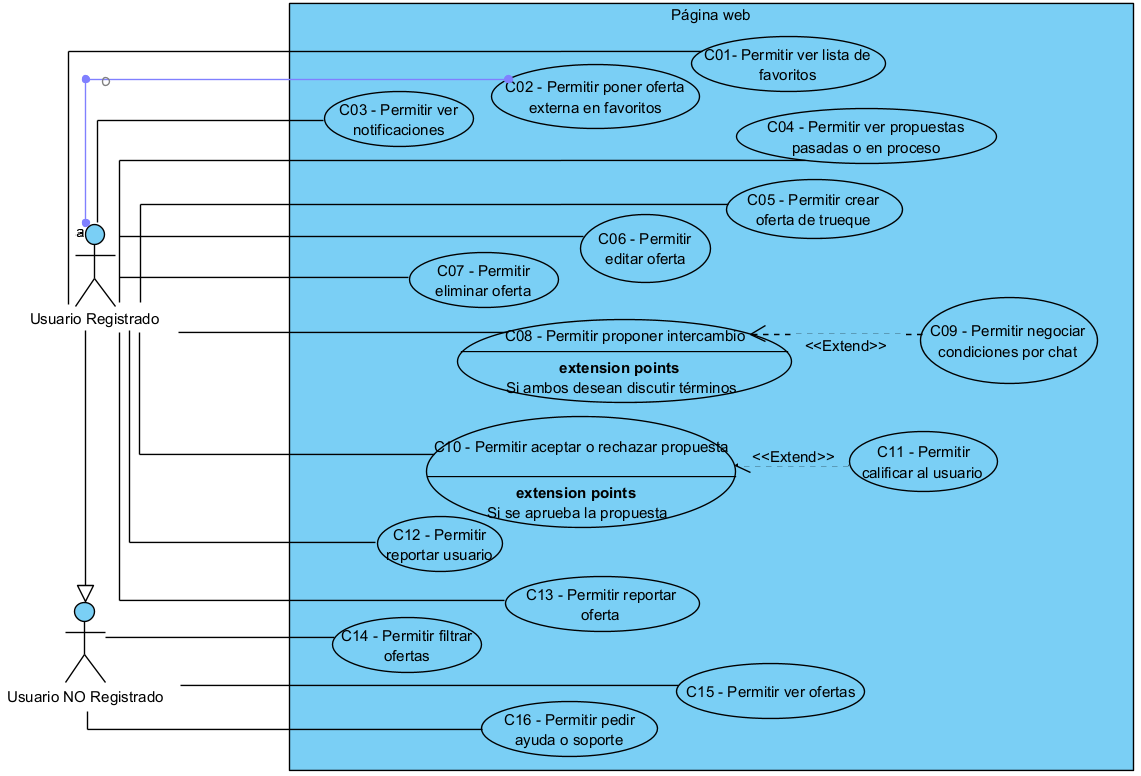 Página web
C01- Permitir ver lista de
favoritos
C02 - Permitir poner oferta
externa en favoritos
C03 - Permitir ver
notificaciones
C04 - Permitir ver propuestas
pasadas o en proceso
C05 - Permitir crear
oferta de trueque
a
C06 - Permitir
editar oferta
C07 - Permitir
eliminar oferta
Usuario Registrado
C08 - Permitir proponer intercambio
extension points
Si ambos desean discutir términos
<<Extend>>
C09 - Permitir negociar
condiciones por chat
C10 - Permitir aceptar o rechazar propuesta
extension points
Si se aprueba la propuesta
<<Extend>>
C11 - Permitir
calificar al usuario
C12 - Permitir
reportar usuario
C13 - Permitir reportar
oferta
C14 - Permitir filtrar
ofertas
Usuario NO Registrado
C15 - Permitir ver ofertas
C16 - Permitir pedir
ayuda o soporte